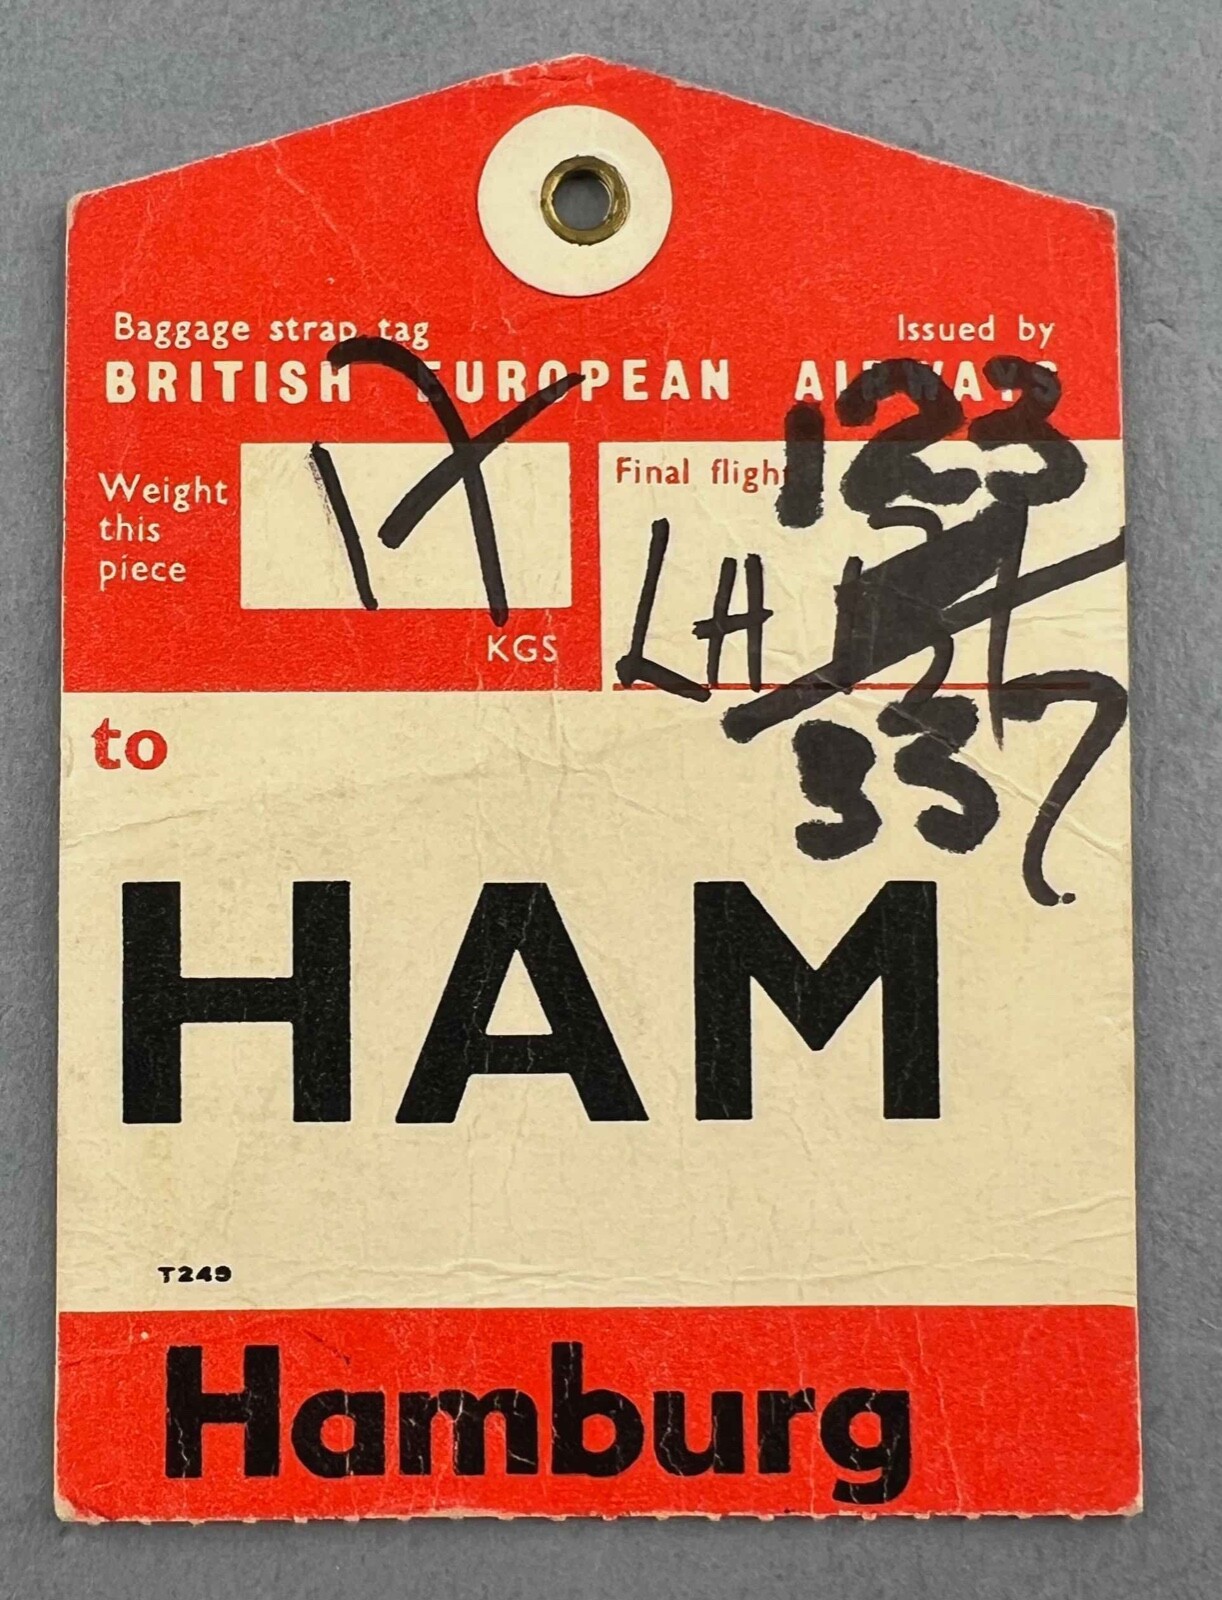 Baggage strap tag Issued by
BRITISH EUROPEAN AIRWAYS
Weight this piece
17
KGS
Final flight
123
LH
337
to
HAM
T249
Hamburg